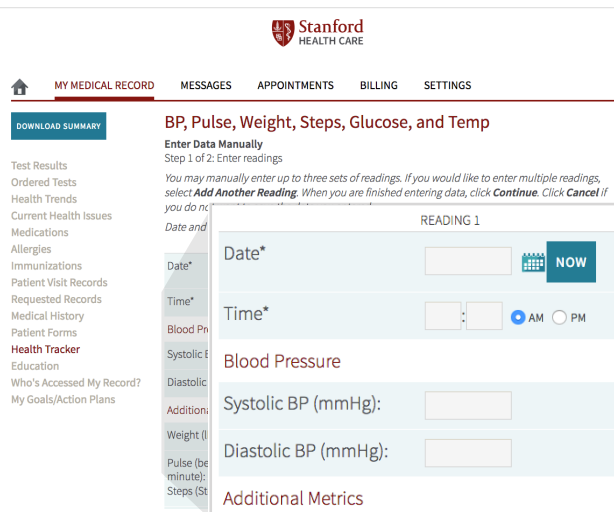 Stanford
HEALTH CARE
MY MEDICAL RECORD MESSAGES APPOINTMENTS BILLING SETTINGS
DOWNLOAD SUMMARY
Test Results
Ordered Tests
Health Trends
Current Health Issues
Medications
Allergies
Immunizations
Patient Visit Records
Requested Records
Medical History
Patient Forms
Health Tracker
Education
Who's Accessed My Record?
My Goals/Action Plans
BP, Pulse, Weight, Steps, Glucose, and Temp
Enter Data Manually
Step 1 of 2: Enter readings
You may manually enter up to three sets of readings. If you would like to enter multiple readings,
select Add Another Reading. When you are finished entering data, click Continue. Click Cancel if
you do
Date and
Date*
Time*
Blood
Systolic
Diastolic
Weight
Pulse
minute):
Steps
READING 1
Date*
NOW
Time*
: AM PM
Blood Pressure
Systolic BP (mmHg):
Diastolic BP (mmHg):
Additional Metrics